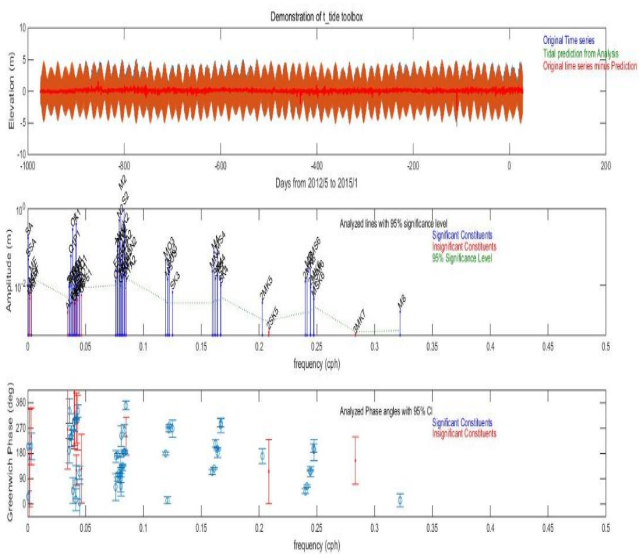 Demonstration of t_tide toolbox
Elevation (m)
10
5
0
-5
-10
Original Time series
Tidal prediction from Analysis
Original time series minus Prediction
-1000
-800
-600
-400
-200
0
200
Days from 2012/5 to 2015/1
Amplitude (m)
10^0
10^-2
SA
K1
M2
S2
SK3
2MK5
2SK5
3MK7
M8
Analyzed lines with 95% significance level
Significant Constituents
Insignificant Constituents
95% Significance Level
0
0.05
0.1
0.15
0.2
0.25
0.3
0.35
0.4
0.45
0.5
frequency (cph)
Greenwich Phase (deg)
360
270
180
90
0
Analyzed Phase angles with 95% CI
Significant Constituents
Insignificant Constituents
0
0.05
0.1
0.15
0.2
0.25
0.3
0.35
0.4
0.45
0.5
frequency (cph)